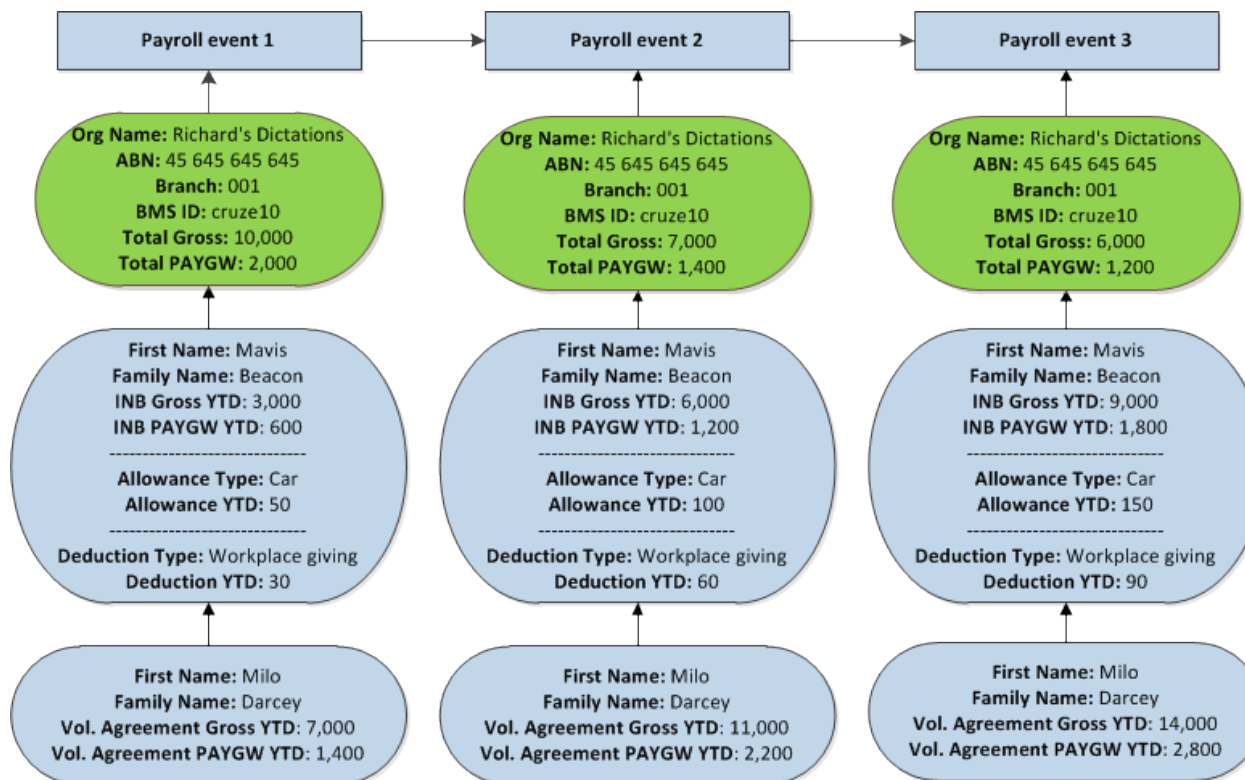 Payroll event 1
Payroll event 2
Payroll event 3
Org Name: Richard's Dictations
ABN: 45 645 645 645
Branch: 001
BMS ID: cruze10
Total Gross: 10,000
Total PAYGW: 2,000
Org Name: Richard's Dictations
ABN: 45 645 645 645
Branch: 001
BMS ID: cruze10
Total Gross: 7,000
Total PAYGW: 1,400
Org Name: Richard's Dictations
ABN: 45 645 645 645
Branch: 001
BMS ID: cruze10
Total Gross: 6,000
Total PAYGW: 1,200
First Name: Mavis
Family Name: Beacon
INB Gross YTD: 3,000
INB PAYGW YTD: 600
--------------------------------
Allowance Type: Car
Allowance YTD: 50
--------------------------------
Deduction Type: Workplace giving
Deduction YTD: 30
First Name: Mavis
Family Name: Beacon
INB Gross YTD: 6,000
INB PAYGW YTD: 1,200
--------------------------------
Allowance Type: Car
Allowance YTD: 100
--------------------------------
Deduction Type: Workplace giving
Deduction YTD: 60
First Name: Mavis
Family Name: Beacon
INB Gross YTD: 9,000
INB PAYGW YTD: 1,800
--------------------------------
Allowance Type: Car
Allowance YTD: 150
--------------------------------
Deduction Type: Workplace giving
Deduction YTD: 90
First Name: Milo
Family Name: Darcey
Vol. Agreement Gross YTD: 7,000
Vol. Agreement PAYGW YTD: 1,400
First Name: Milo
Family Name: Darcey
Vol. Agreement Gross YTD: 11,000
Vol. Agreement PAYGW YTD: 2,200
First Name: Milo
Family Name: Darcey
Vol. Agreement Gross YTD: 14,000
Vol. Agreement PAYGW YTD: 2,800